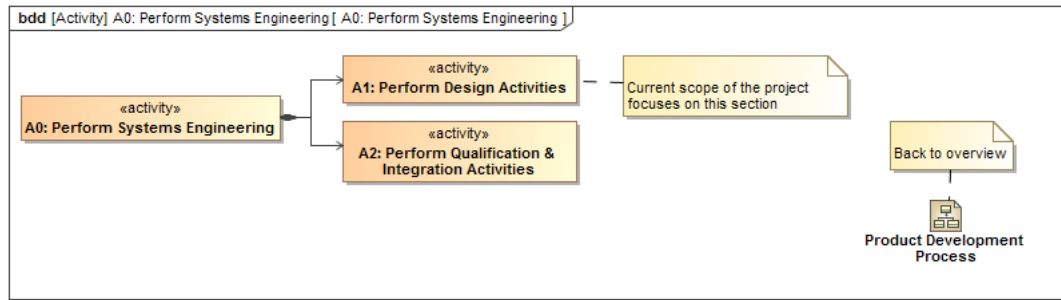 bdd [Activity] A0: Perform Systems Engineering [ A0: Perform Systems Engineering ]
«activity»
A0: Perform Systems Engineering
«activity»
A1: Perform Design Activities
«activity»
A2: Perform Qualification &
Integration Activities
Current scope of the project
focuses on this section
Back to overview
Product Development
Process